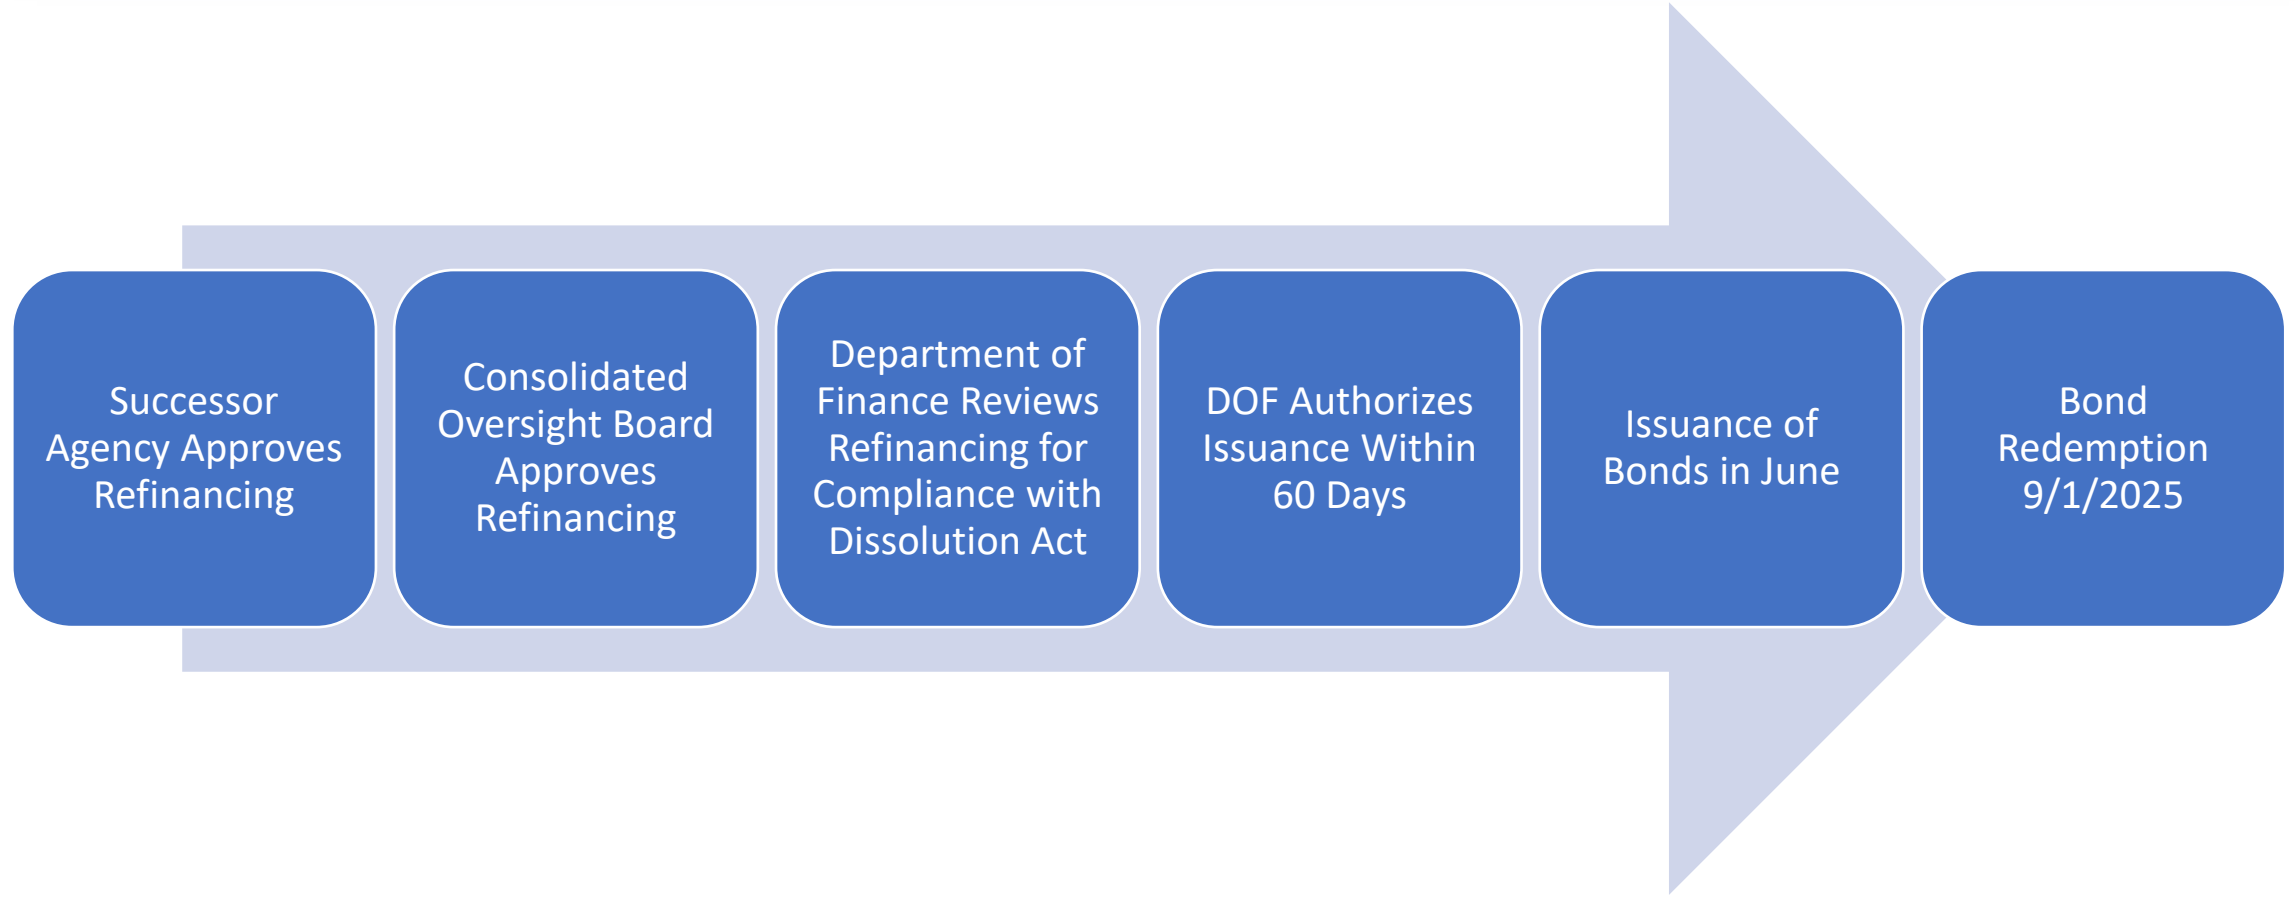 Successor
Agency Approves
Refinancing
Consolidated
Oversight Board
Approves
Refinancing
Department of
Finance Reviews
Refinancing for
Compliance with
Dissolution Act
DOF Authorizes
Issuance Within
60 Days
Issuance of
Bonds in June
Bond
Redemption
9/1/2025